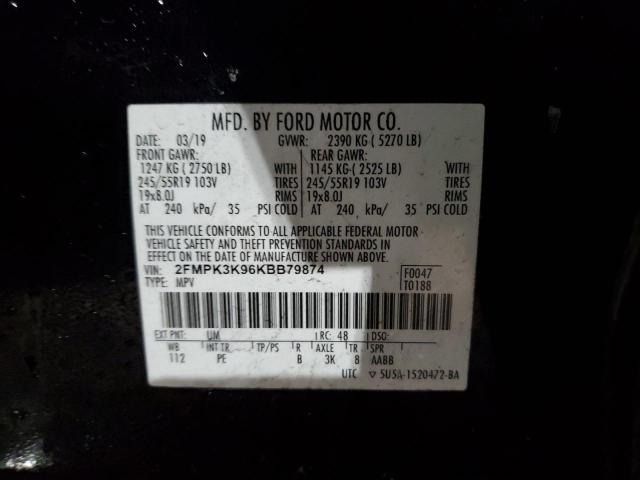 MFD. BY FORD MOTOR CO.
DATE: 03/19 GVWR: 2390 KG ( 5270 LB)
FRONT GAWR: REAR GAWR:
1247 KG ( 2750 LB) WITH 1145 KG-( 2525 LB) WITH
245/55R19 103V TIRES 245/55R19 103V TIRES
19x8.0J RIMS 19x8.0J RIMS
AT 240 kPa/ 35 PSI COLD AT 240 kPa/ 35 PSI COLD
THIS VEHICLE CONFORMS TO ALL APPLICABLE FEDERAL MOTOR
VEHICLE SAFETY AND THEFT PREVENTION STANDARDS IN
EFFECT ON THE DATE OF MANUFACTURE SHOWN ABOVE.
VIN: 2FMPK3K96KBB79874 F0047
TYPE: MPV T0188
EXT PNT: UM RC: 48 DSO:
WB INT TR TP/PS R AXLE TR SPR
112 PE B 3K 8 AABB
UTC ▽ 5U5A-1520472-BA